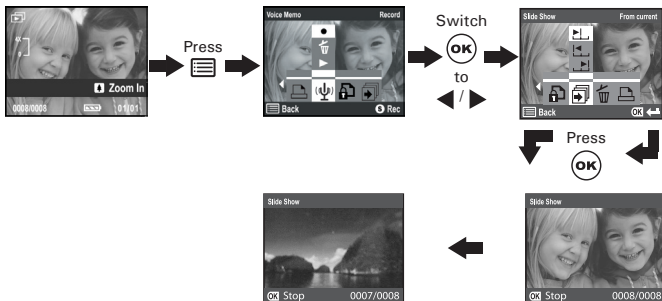 4X
Zoom In
0008/0008
01:01
Press
Voice Memo Record
Back S Rec
Switch
OK
to
/
Slide Show From current
Back OK
Press
OK
Slide Show
OK Stop 0007/0008
Slide Show
OK Stop 0008/0008